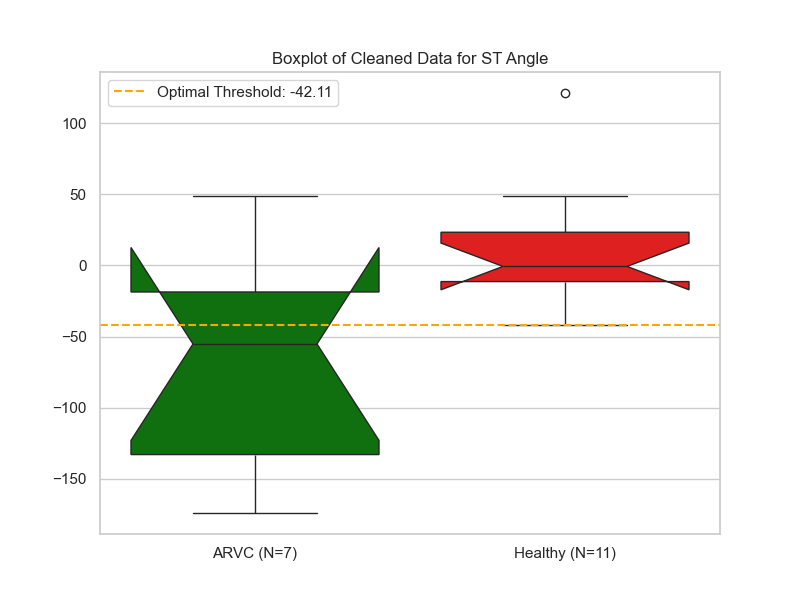 Boxplot of Cleaned Data for ST Angle
Optimal Threshold: -42.11
100
50
0
−50
−100
−150
ARVC (N=7)
Healthy (N=11)